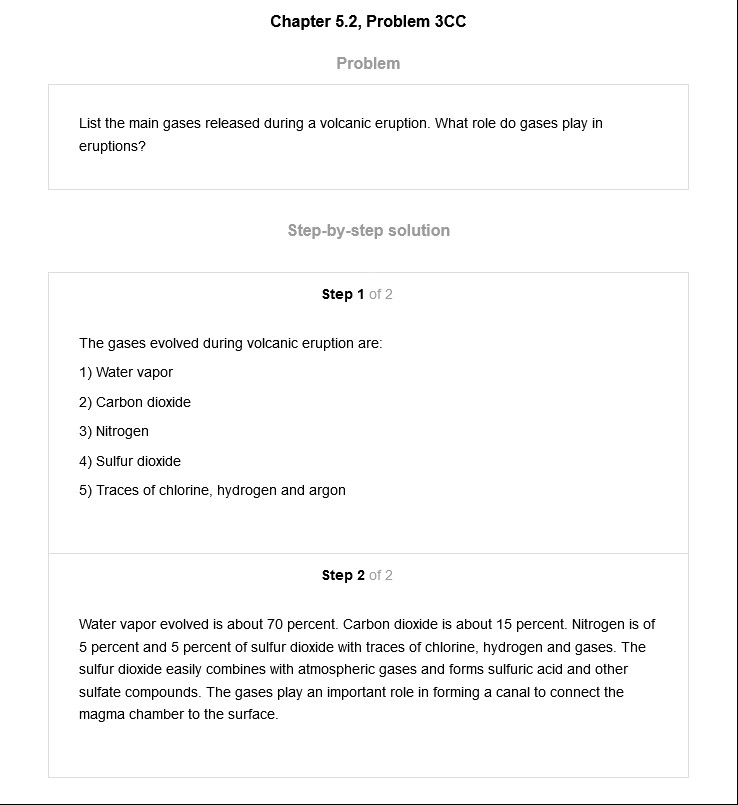 Chapter 5.2, Problem 3CC
Problem
List the main gases released during a volcanic eruption. What role do gases play in
eruptions?
Step-by-step solution
Step 1 of 2
The gases evolved during volcanic eruption are:
1) Water vapor
2) Carbon dioxide
3) Nitrogen
4) Sulfur dioxide
5) Traces of chlorine, hydrogen and argon
Step 2 of 2
Water vapor evolved is about 70 percent. Carbon dioxide is about 15 percent. Nitrogen is of
5 percent and 5 percent of sulfur dioxide with traces of chlorine, hydrogen and gases. The
sulfur dioxide easily combines with atmospheric gases and forms sulfuric acid and other
sulfate compounds. The gases play an important role in forming a canal to connect the
magma chamber to the surface.